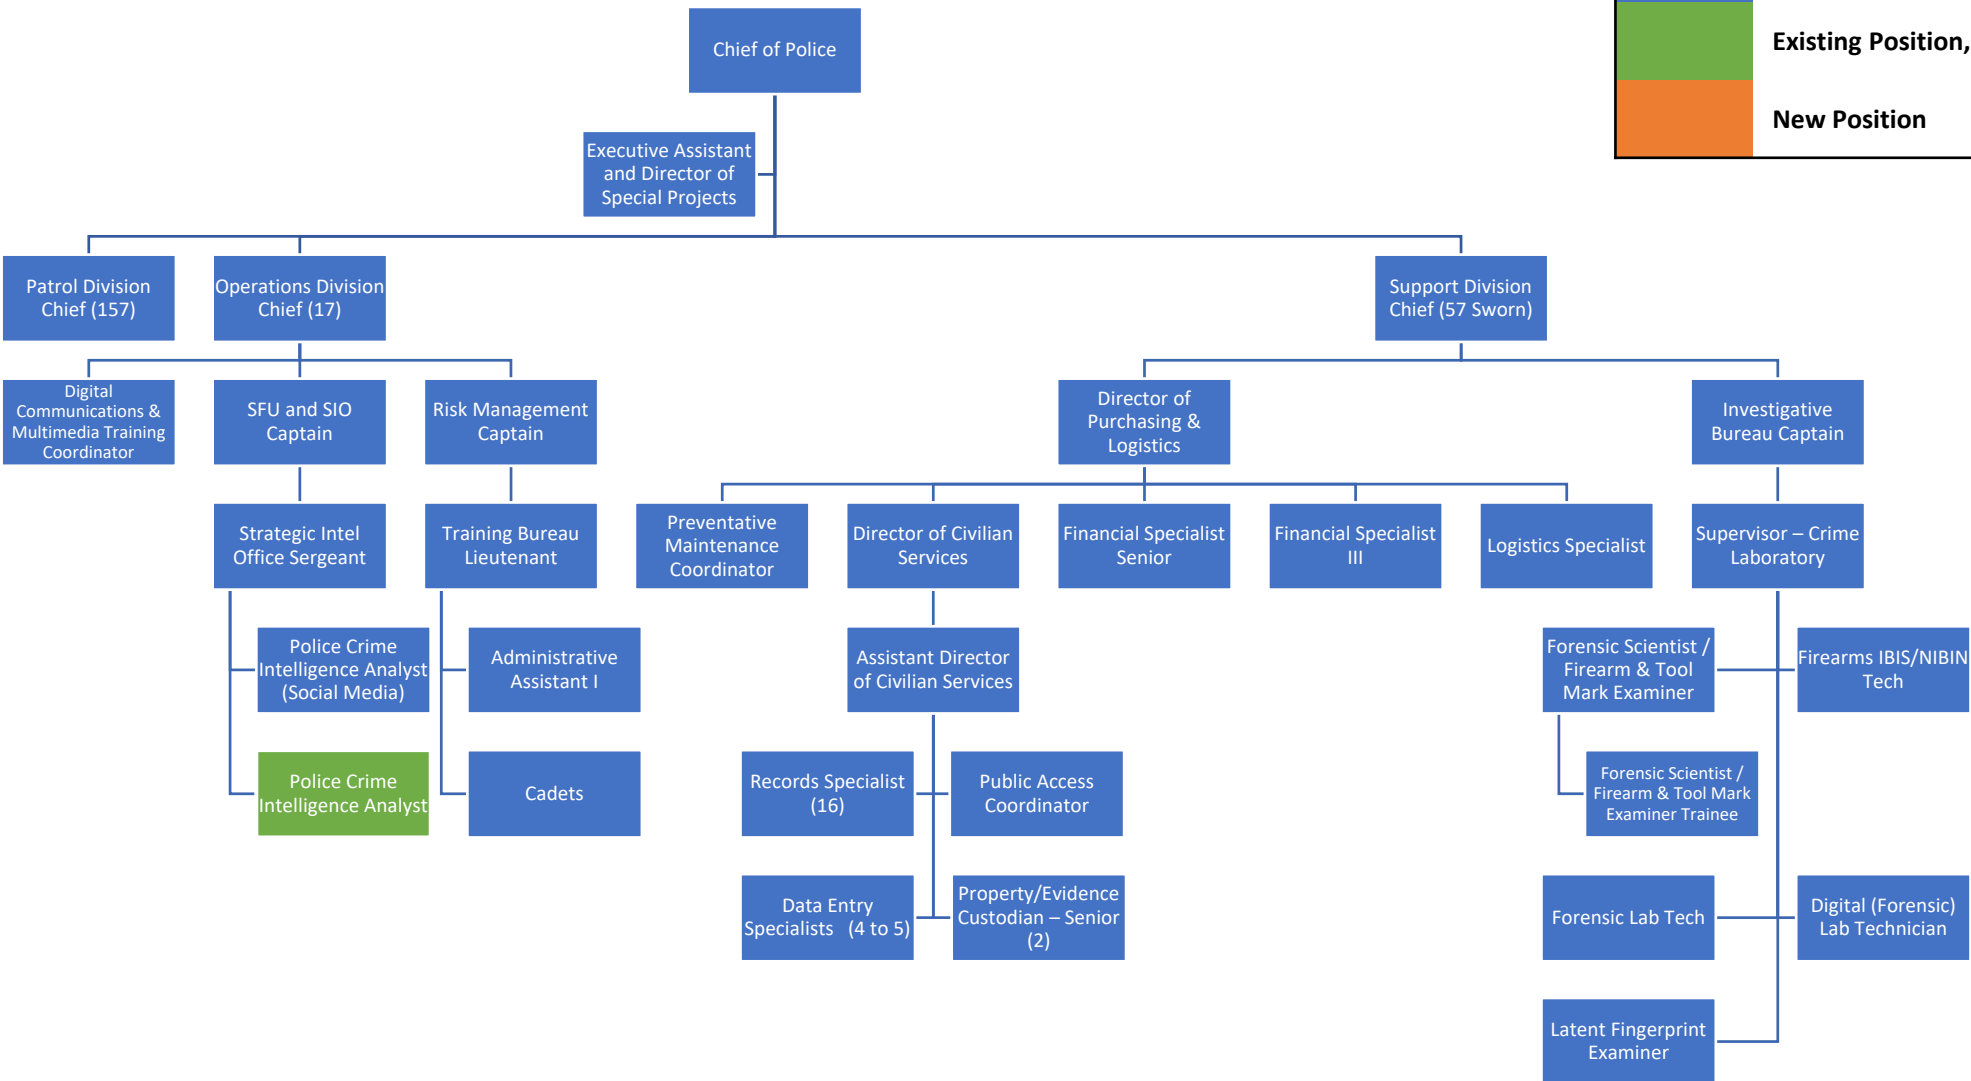 Existing Position,
New Position
Chief of Police
Executive Assistant
and Director of
Special Projects
Patrol Division
Chief (157)
Operations Division
Chief (17)
Support Division
Chief (57 Sworn)
Digital
Communications &
Multimedia Training
Coordinator
SFU and SIO
Captain
Risk Management
Captain
Director of
Purchasing &
Logistics
Investigative
Bureau Captain
Strategic Intel
Office Sergeant
Training Bureau
Lieutenant
Preventative
Maintenance
Coordinator
Director of Civilian
Services
Financial Specialist
Senior
Financial Specialist
III
Logistics Specialist
Supervisor – Crime
Laboratory
Police Crime
Intelligence Analyst
(Social Media)
Administrative
Assistant I
Assistant Director
of Civilian Services
Forensic Scientist /
Firearm & Tool
Mark Examiner
Firearms IBIS/NIBIN
Tech
Police Crime
Intelligence Analyst
Cadets
Records Specialist
(16)
Public Access
Coordinator
Forensic Scientist /
Firearm & Tool Mark
Examiner Trainee
Data Entry
Specialists (4 to 5)
Property/Evidence
Custodian – Senior
(2)
Forensic Lab Tech
Digital (Forensic)
Lab Technician
Latent Fingerprint
Examiner